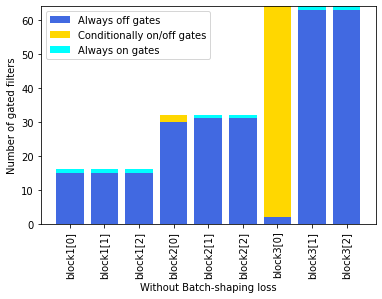 Always off gates
Conditionally on/off gates
Always on gates
Number of gated filters
60
50
40
30
20
10
0
block1[0]
block1[1]
block1[2]
block2[0]
block2[1]
block2[2]
block3[0]
block3[1]
block3[2]
Without Batch-shaping loss